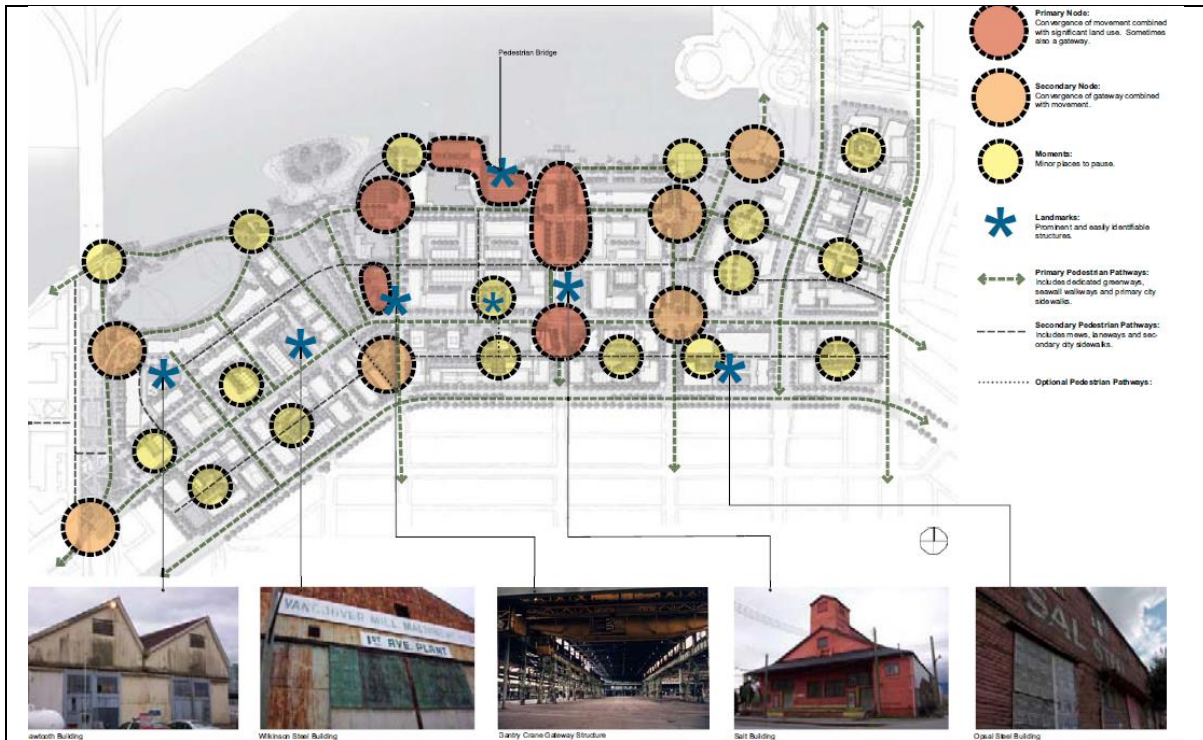 Pedestrian Bridge
Primary Node:
Convergence of movement combined
with significant land use. Sometimes
also a gateway.
Secondary Node:
Convergence of gateway combined
with movement.
Moments:
Minor places to pause.
Landmarks:
Prominent and easily identifiable
structures.
Primary Pedestrian Pathways:
Includes dedicated greenways,
seawall walkways and primary city
sidewalks.
Secondary Pedestrian Pathways:
Includes mews, laneways and sec-
ondary city sidewalks.
Optional Pedestrian Pathways:
VANCOUVER MILL MACHINERY
1ST AVE. PLANT
SAL
awtooth Building
Wilkinson Steel Building
Gantry Crane Gateway Structure
Salt Building
Opsal Steel Building